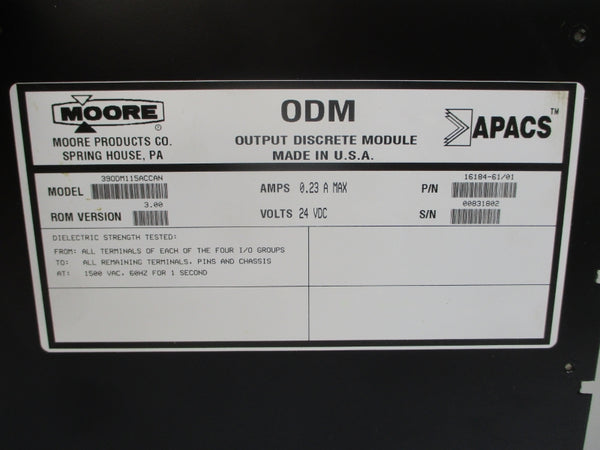 MOORE
®
MOORE PRODUCTS CO.
SPRING HOUSE, PA
ODM
OUTPUT DISCRETE MODULE
MADE IN U.S.A.
APACS™
MODEL 39ODM115ACCAN
ROM VERSION 3.00
AMPS 0.23 A MAX
VOLTS 24 VDC
P/N 16184-61/01
S/N 00831802
DIELECTRIC STRENGTH TESTED:
FROM: ALL TERMINALS OF EACH OF THE FOUR I/O GROUPS
TO: ALL REMAINING TERMINALS, PINS AND CHASSIS
AT: 1500 VAC, 60HZ FOR 1 SECOND